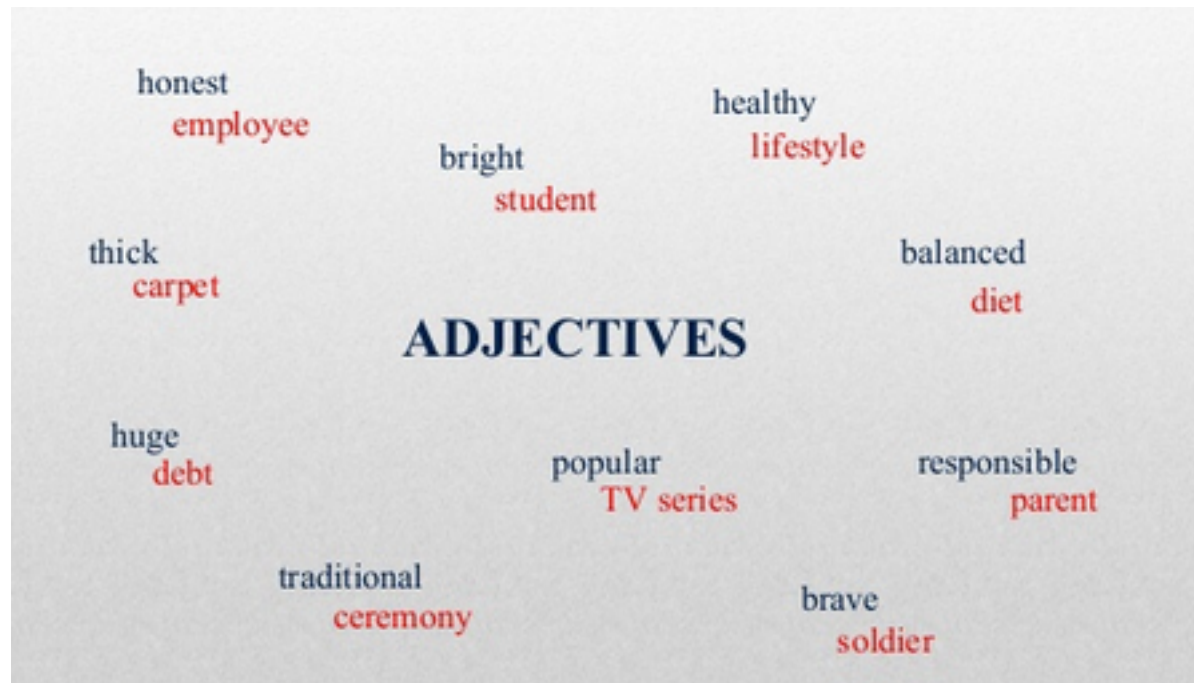 honest
employee
healthy
lifestyle
bright
student
thick
carpet
balanced
diet
ADJECTIVES
huge
debt
popular
TV series
responsible
parent
traditional
ceremony
brave
soldier